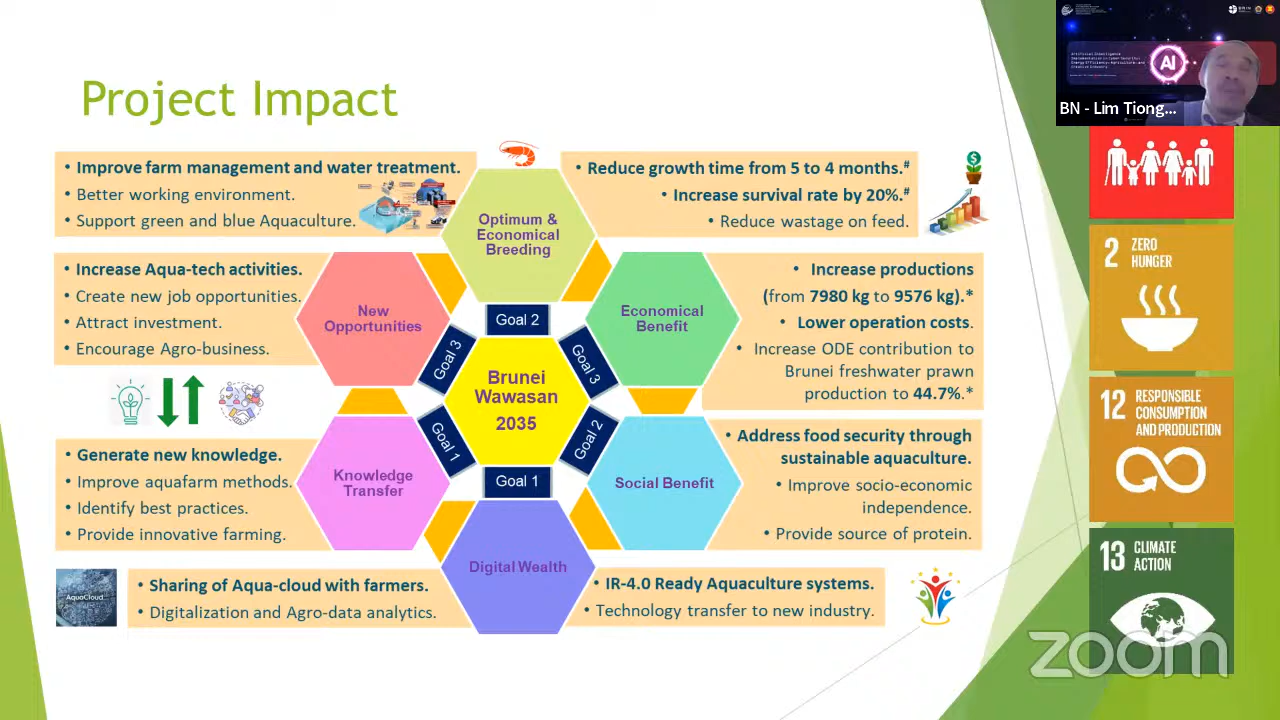 Project Impact
BN - Lim Tiong...
• Improve farm management and water treatment.
• Better working environment.
• Support green and blue Aquaculture.
Optimum &
Economical
Breeding
• Reduce growth time from 5 to 4 months.#
• Increase survival rate by 20%.#
• Reduce wastage on feed.
• Increase Aqua-tech activities.
• Create new job opportunities.
• Attract investment.
• Encourage Agro-business.
New
Opportunities
Economical
Benefit
• Increase productions
(from 7980 kg to 9576 kg).*
• Lower operation costs.
• Increase ODE contribution to
Brunei freshwater prawn
production to 44.7%.*
Goal 2
Goal 3
Goal 3
Brunei
Wawasan
2035
Goal 1
Goal 2
Goal 1
• Generate new knowledge.
• Improve aquafarm methods.
• Identify best practices.
• Provide innovative farming.
Knowledge
Transfer
Social Benefit
• Address food security through
sustainable aquaculture.
• Improve socio-economic
independence.
• Provide source of protein.
AquaCloud
• Sharing of Aqua-cloud with farmers.
• Digitalization and Agro-data analytics.
Digital Wealth
• IR-4.0 Ready Aquaculture systems.
• Technology transfer to new industry.
2 ZERO
HUNGER
12 RESPONSIBLE
CONSUMPTION
AND PRODUCTION
13 CLIMATE
ACTION
zoom
AI